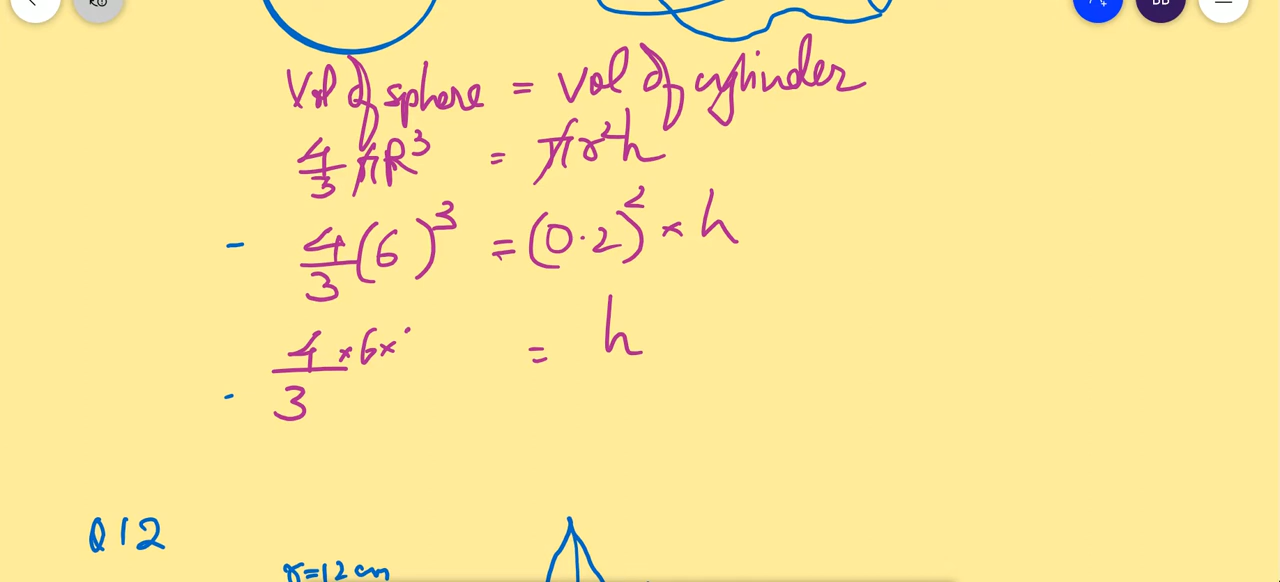 Vol of sphere = Vol of cylinder
4/3 πR³ = πr²h
4/3 (6)³ = (0.2)² × h
4/3 × 6 × = h
Q12
r = 12 cm